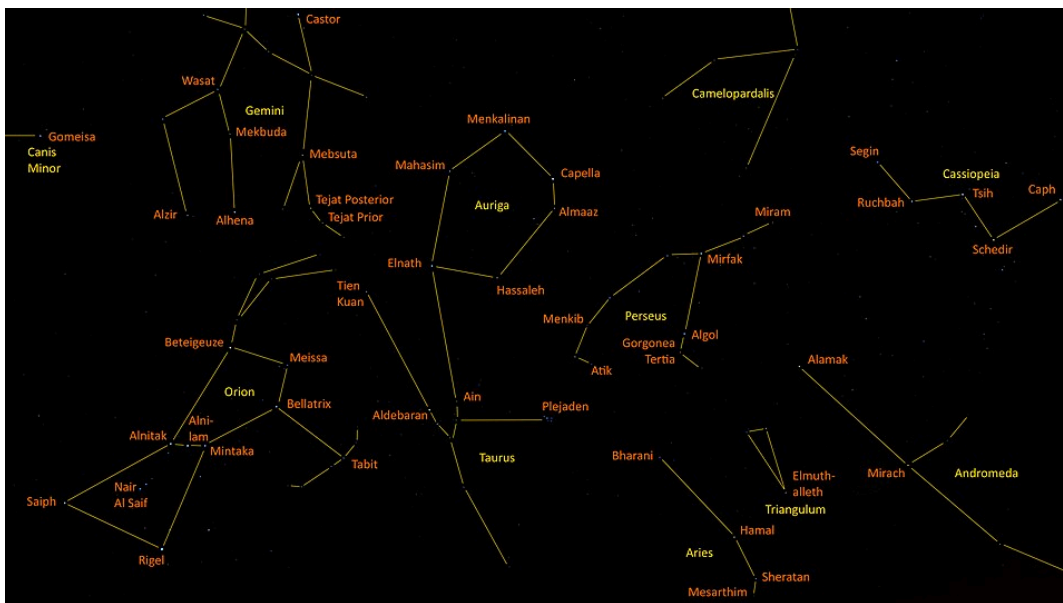 Castor
Wasat
Gemini
Mekbuda
Gomeisa
Canis
Minor
Mebsuta
Alzir
Alhena
Tejat Posterior
Tejat Prior
Menkalinan
Mahasim
Capella
Auriga
Almaaz
Elnath
Hassaleh
Camelopardalis
Segin
Cassiopeia
Tsih
Caph
Ruchbah
Schedir
Miram
Mirfak
Menkib
Perseus
Algol
Gorgonea
Tertia
Atik
Tien
Kuan
Beteigeuze
Meissa
Orion
Bellatrix
Alnitak
Alni-
lam
Mintaka
Tabit
Nair
Al Saif
Saiph
Rigel
Aldebaran
Ain
Plejaden
Taurus
Alamak
Bharani
Elmuth-
alleth
Triangulum
Mirach
Andromeda
Hamal
Aries
Sheratan
Mesarthim